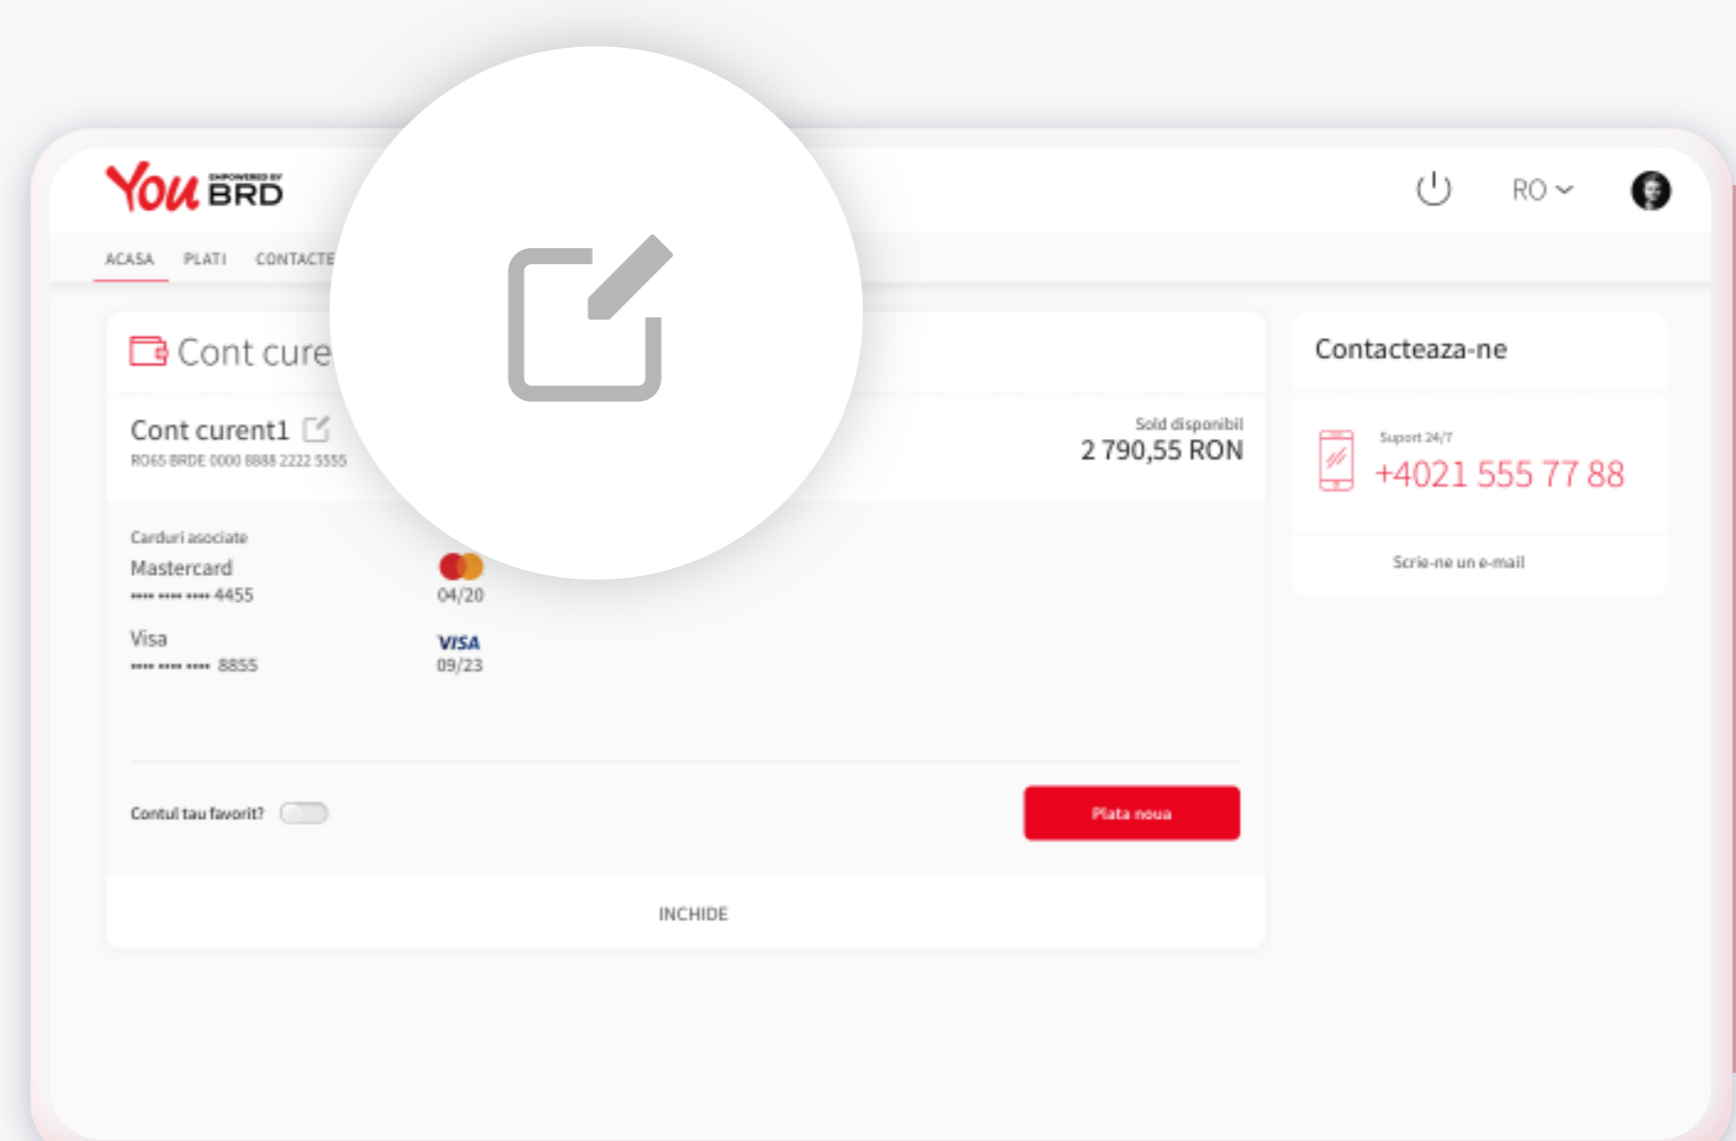 You EMPOWERED BY BRD
RO
ACASA PLATI CONTACTE
Cont cure
Cont curent1
RO65 BRDE 0000 8888 2222 5555
Sold disponibil
2 790,55 RON
Carduri asociate
Mastercard
•••• •••• •••• 4455
04/20
Visa
•••• •••• •••• 8855
VISA
09/23
Contul tau favorit?
Plata noua
INCHIDE
Contacteaza-ne
Suport 24/7
+4021 555 77 88
Scrie-ne un e-mail